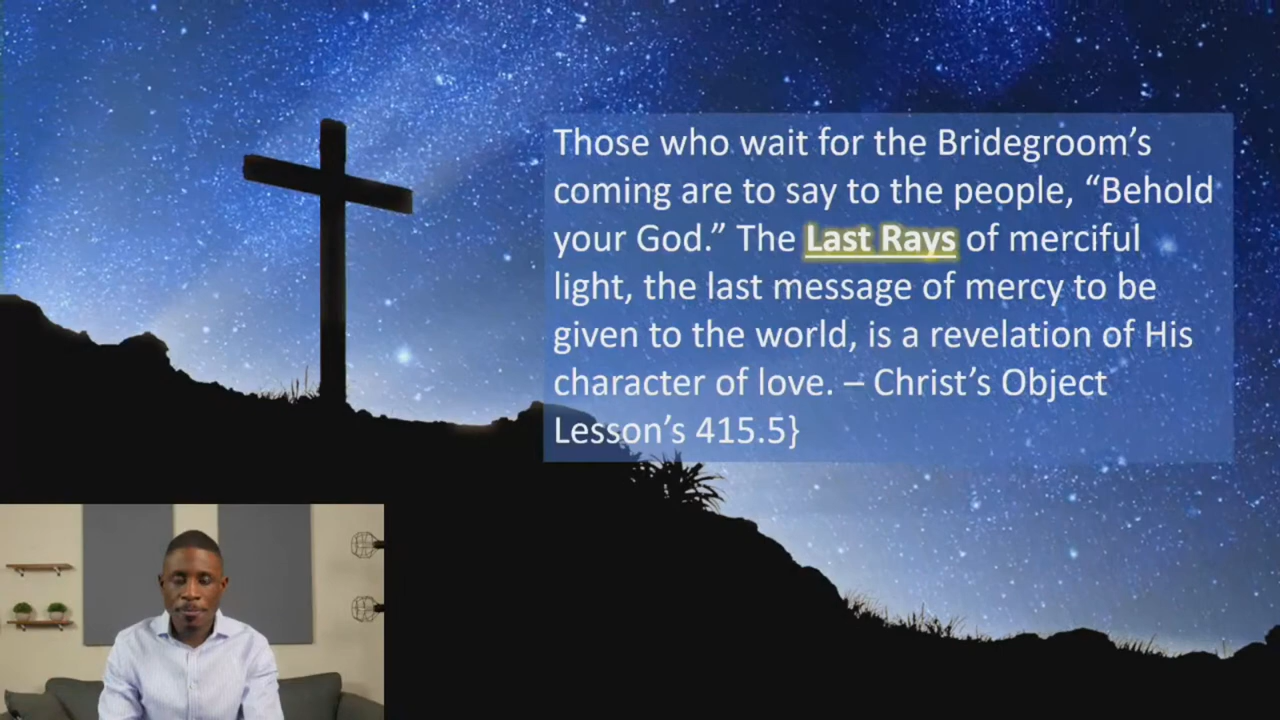 Those who wait for the Bridegroom’s
coming are to say to the people, “Behold
your God.” The Last Rays of merciful
light, the last message of mercy to be
given to the world, is a revelation of His
character of love. – Christ’s Object
Lesson’s 415.5}